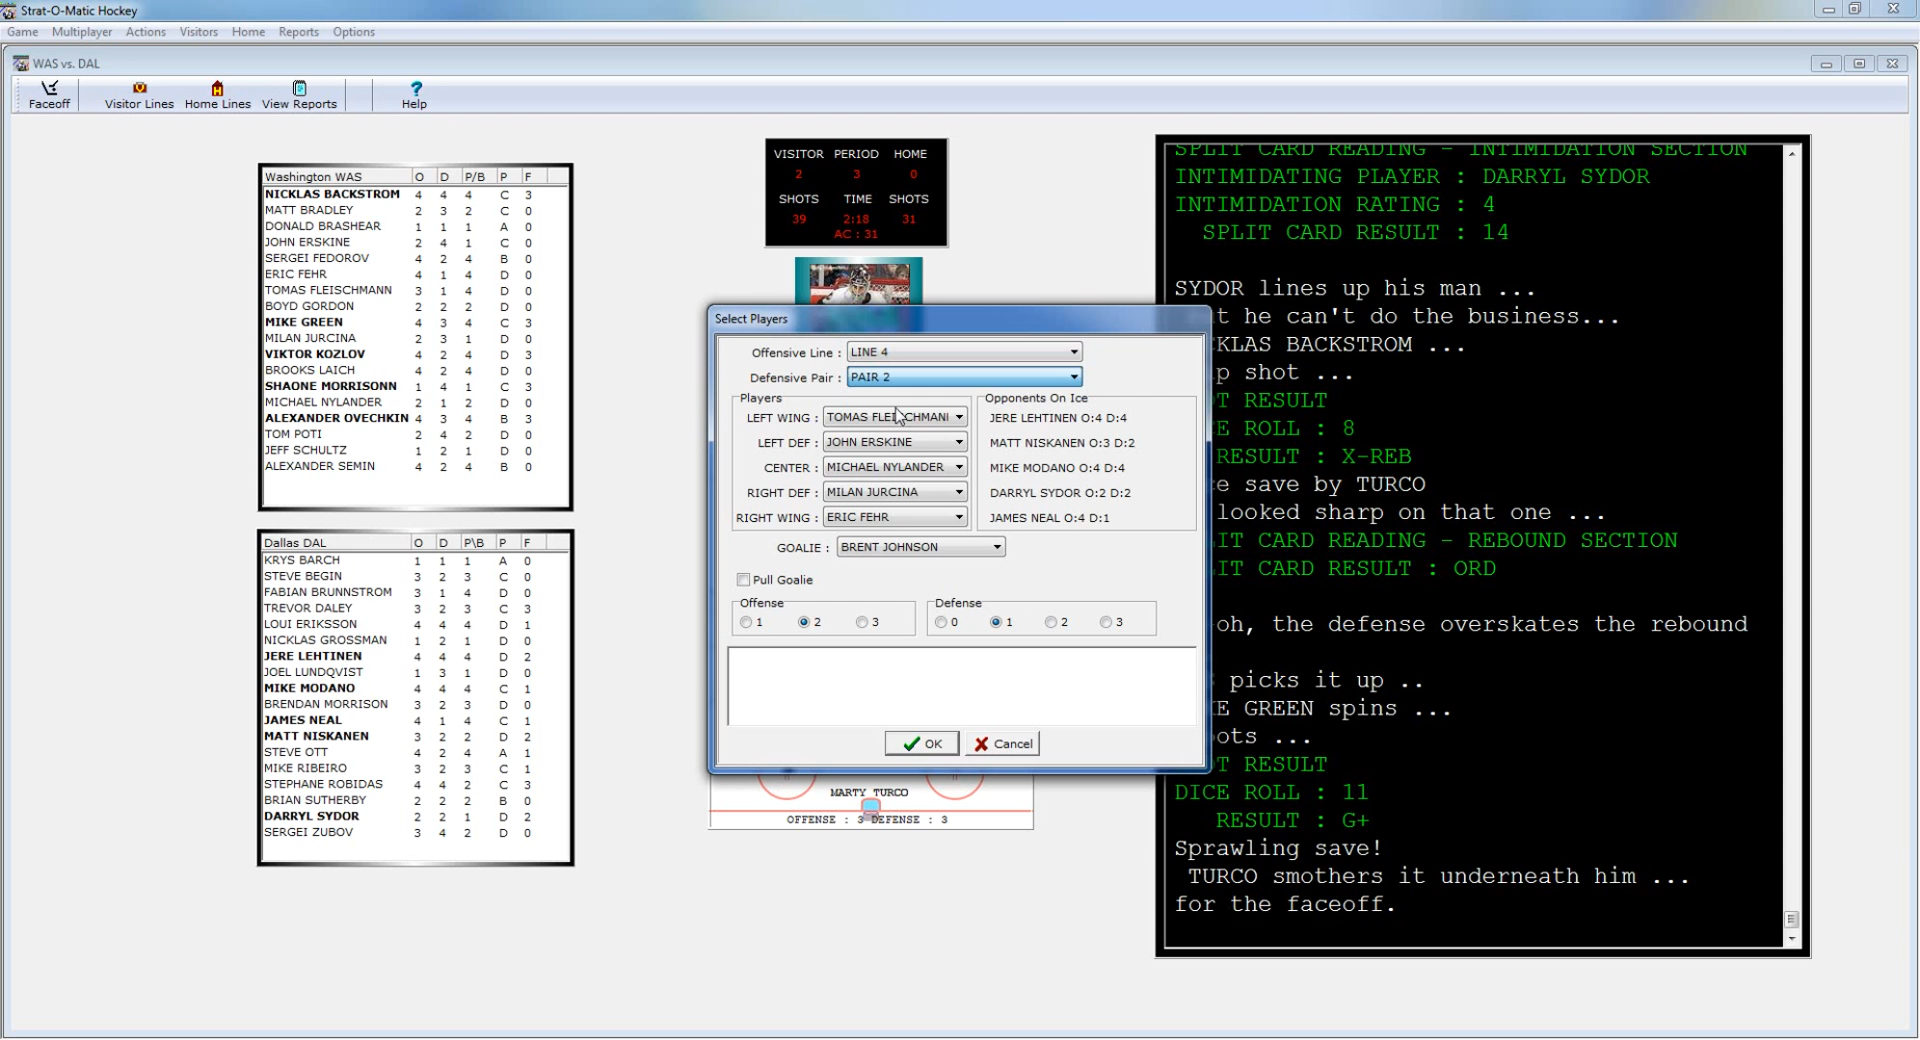 Strat-O-Matic Hockey
Game Multiplayer Actions Visitors Home Reports Options
WAS vs. DAL
Faceoff Visitor Lines Home Lines View Reports Help
Washington WAS O D P/B P F
NICKLAS BACKSTROM 4 4 4 C 3
MATT BRADLEY 2 3 2 C 0
DONALD BRASHEAR 1 1 1 A 0
JOHN ERSKINE 2 4 1 C 0
SERGEI FEDOROV 4 2 4 B 0
ERIC FEHR 4 1 4 D 0
TOMAS FLEISCHMANN 3 1 4 D 0
BOYD GORDON 2 2 2 D 0
MIKE GREEN 4 3 4 C 3
MILAN JURCINA 2 3 1 D 0
VIKTOR KOZLOV 4 2 4 D 3
BROOKS LAICH 4 2 4 D 0
SHAONE MORRISONN 1 4 1 C 3
MICHAEL NYLANDER 2 1 2 D 0
ALEXANDER OVECHKIN 4 3 4 B 3
TOM POTI 2 4 2 D 0
JEFF SCHULTZ 1 2 1 D 0
ALEXANDER SEMIN 4 2 4 B 0
Dallas DAL O D P\B P F
KRYS BARCH 1 1 1 A 0
STEVE BEGIN 3 2 3 C 0
FABIAN BRUNNSTROM 3 1 4 D 0
TREVOR DALEY 3 2 3 C 3
LOUI ERIKSSON 4 4 4 D 1
NICKLAS GROSSMAN 1 2 1 D 0
JERE LEHTINEN 4 4 4 D 2
JOEL LUNDQVIST 1 3 1 D 0
MIKE MODANO 4 4 4 C 1
BRENDAN MORRISON 3 2 3 D 0
JAMES NEAL 4 1 4 C 1
MATT NISKANEN 3 2 2 D 2
STEVE OTT 4 2 4 A 1
MIKE RIBEIRO 3 2 3 C 1
STEPHANE ROBIDAS 4 4 2 C 3
BRIAN SUTHERBY 2 2 2 B 0
DARRYL SYDOR 2 2 1 D 2
SERGEI ZUBOV 3 4 2 D 0
VISITOR PERIOD HOME
2 3 0
SHOTS TIME SHOTS
39 2:18 31
AC : 31
Select Players
Offensive Line : LINE 4
Defensive Pair : PAIR 2
Players Opponents On Ice
LEFT WING : JERE LEHTINEN O:4 D:4
LEFT DEF : JOHN ERSKINE MATT NISKANEN O:3 D:2
CENTER : MICHAEL NYLANDER MIKE MODANO O:4 D:4
RIGHT DEF : MILAN JURCINA DARRYL SYDOR O:2 D:2
RIGHT WING : ERIC FEHR JAMES NEAL O:4 D:1
GOALIE : BRENT JOHNSON
Pull Goalie
Offense Defense
1 2 3 0 1 2 3
OK Cancel
MARTY TURCO
OFFENSE : 3 DEFENSE : 3
SPLIT CARD READING - INTIMIDATION SECTION
INTIMIDATING PLAYER : DARRYL SYDOR
INTIMIDATION RATING : 4
SPLIT CARD RESULT : 14
SYDOR lines up his man ...
t he can't do the business...
KLAS BACKSTROM ...
p shot ...
T RESULT
E ROLL : 8
RESULT : X-REB
e save by TURCO
looked sharp on that one ...
IT CARD READING - REBOUND SECTION
IT CARD RESULT : ORD
oh, the defense overskates the rebound
picks it up ..
E GREEN spins ...
ots ...
T RESULT
DICE ROLL : 11
RESULT : G+
Sprawling save!
TURCO smothers it underneath him ...
for the faceoff.